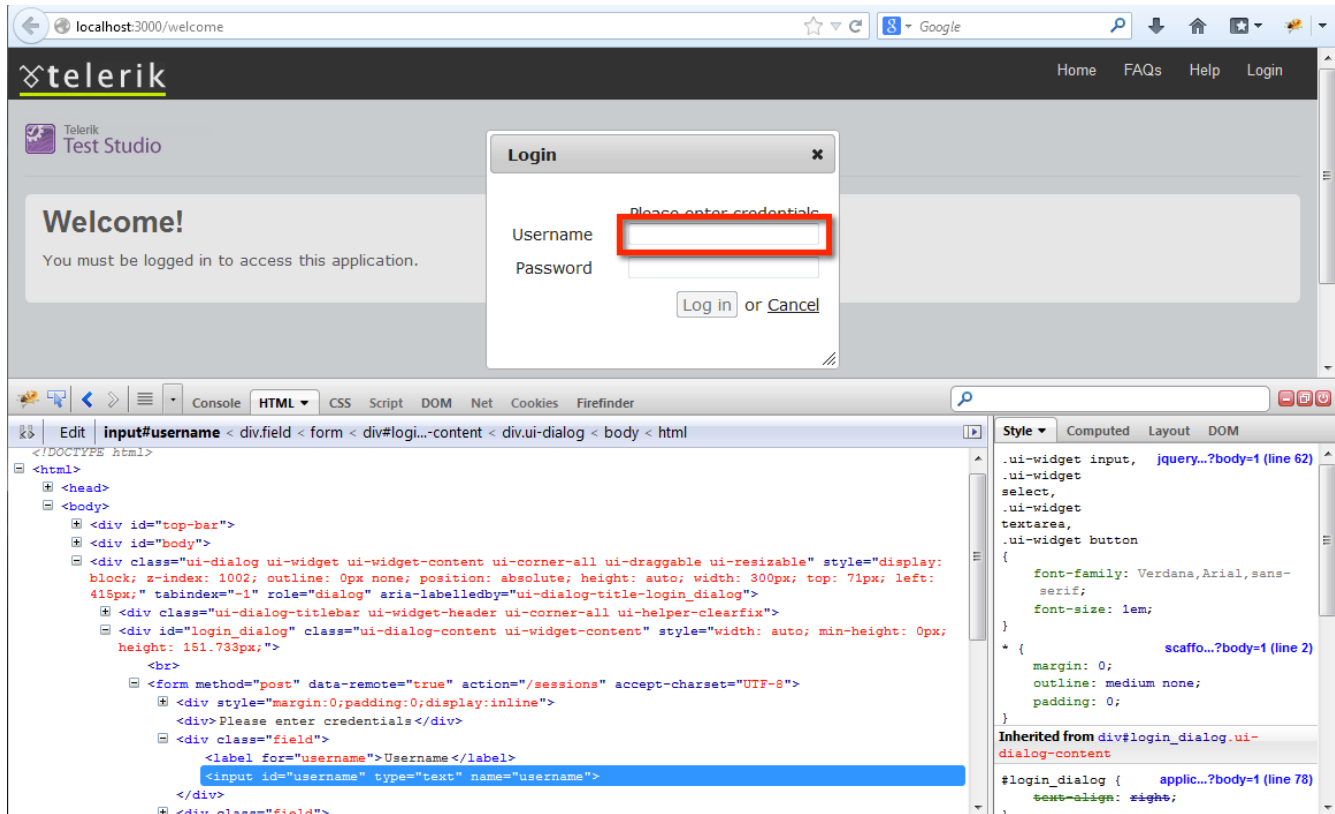 localhost:3000/welcome
8 Google
telerik
Home FAQs Help Login
Telerik
Test Studio
Login
Welcome!
You must be logged in to access this application.
Please enter credentials
Username
Password
Log in or Cancel
Console HTML CSS Script DOM Net Cookies Firefinder
Edit input#username < div.field < form < div#logi...-content < div.ui-dialog < body < html
<!DOCTYPE html>
<html>
<head>
<body>
<div id="top-bar">
<div id="body">
<div class="ui-dialog ui-widget ui-widget-content ui-corner-all ui-draggable ui-resizable" style="display:
block; z-index: 1002; outline: 0px none; position: absolute; height: auto; width: 300px; top: 71px; left:
415px;" tabindex="-1" role="dialog" aria-labelledby="ui-dialog-title-login_dialog">
<div class="ui-dialog-titlebar ui-widget-header ui-corner-all ui-helper-clearfix">
<div id="login_dialog" class="ui-dialog-content ui-widget-content" style="width: auto; min-height: 0px;
height: 151.733px;">
<br>
<form method="post" data-remote="true" action="/sessions" accept-charset="UTF-8">
<div style="margin:0;padding:0;display:inline">
<div>Please enter credentials</div>
<div class="field">
<label for="username">Username</label>
<input id="username" type="text" name="username">
</div>
<div class="field">
Style Computed Layout DOM
.ui-widget input, jquery...?body=1 (line 62)
.ui-widget
select,
.ui-widget
textarea,
.ui-widget button
{
font-family: Verdana,Arial,sans-
serif;
font-size: 1em;
}
* { scaffo...?body=1 (line 2)
margin: 0;
outline: medium none;
padding: 0;
}
Inherited from div#login_dialog.ui-
dialog-content
#login_dialog { applic...?body=1 (line 78)
text-align: right;
}